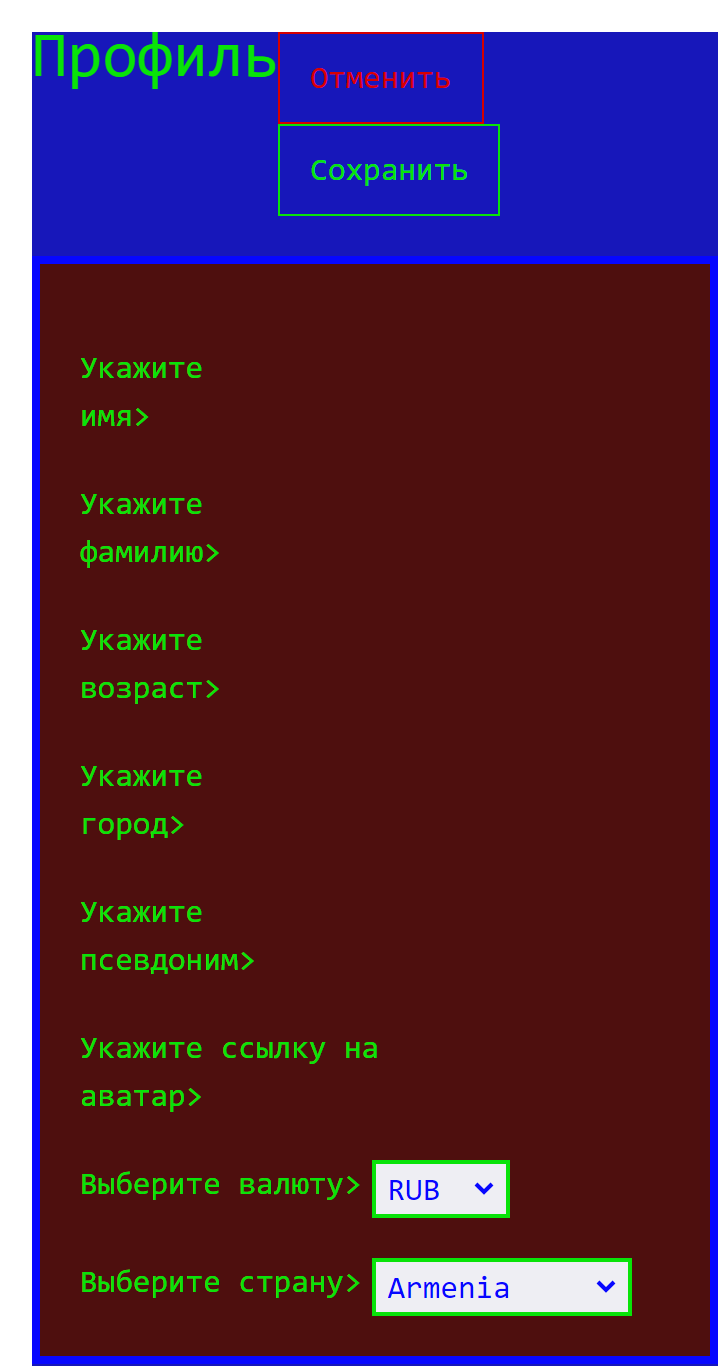 Профиль
Отменить
Сохранить
Укажите
имя>
Укажите
фамилию>
Укажите
возраст>
Укажите
город>
Укажите
псевдоним>
Укажите ссылку на
аватар>
Выберите валюту> RUB
Выберите страну> Armenia